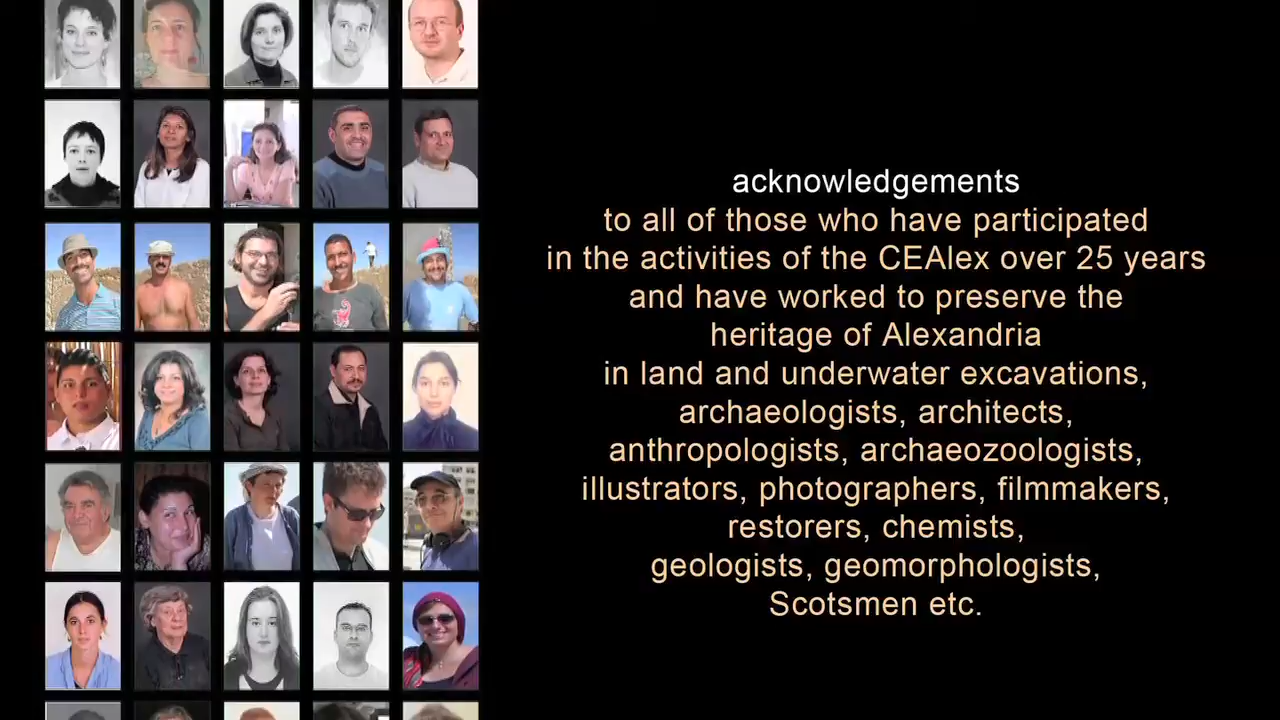 acknowledgements
to all of those who have participated
in the activities of the CEAlex over 25 years
and have worked to preserve the
heritage of Alexandria
in land and underwater excavations,
archaeologists, architects,
anthropologists, archaeozoologists,
illustrators, photographers, filmmakers,
restorers, chemists,
geologists, geomorphologists,
Scotsmen etc.